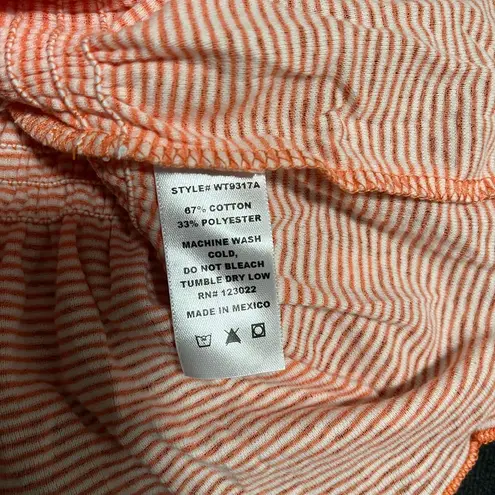 STYLE# WT9317A
67% COTTON
33% POLYESTER
MACHINE WASH
COLD,
DO NOT BLEACH
TUMBLE DRY LOW
RN# 123022
MADE IN MEXICO